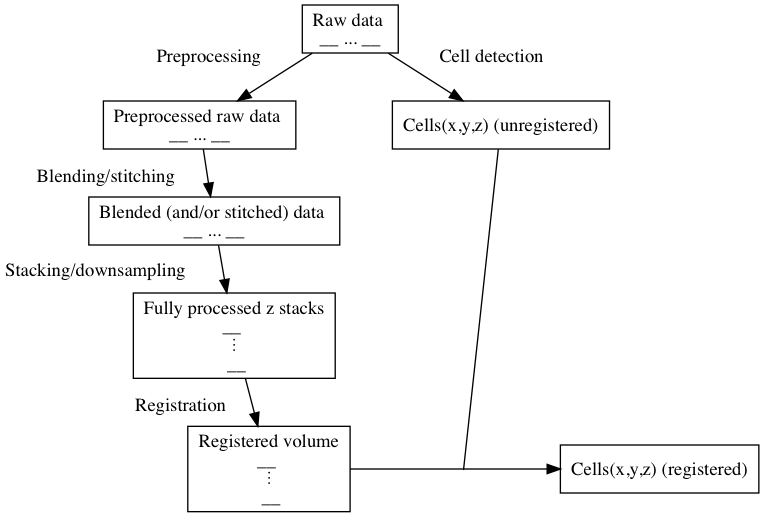 Raw data
__ ... __
Preprocessing
Cell detection
Preprocessed raw data
__ ... __
Cells(x,y,z) (unregistered)
Blending/stitching
Blended (and/or stitched) data
__ ... __
Stacking/downsampling
Fully processed z stacks
__
⋮
__
Registration
Registered volume
__
⋮
__
Cells(x,y,z) (registered)